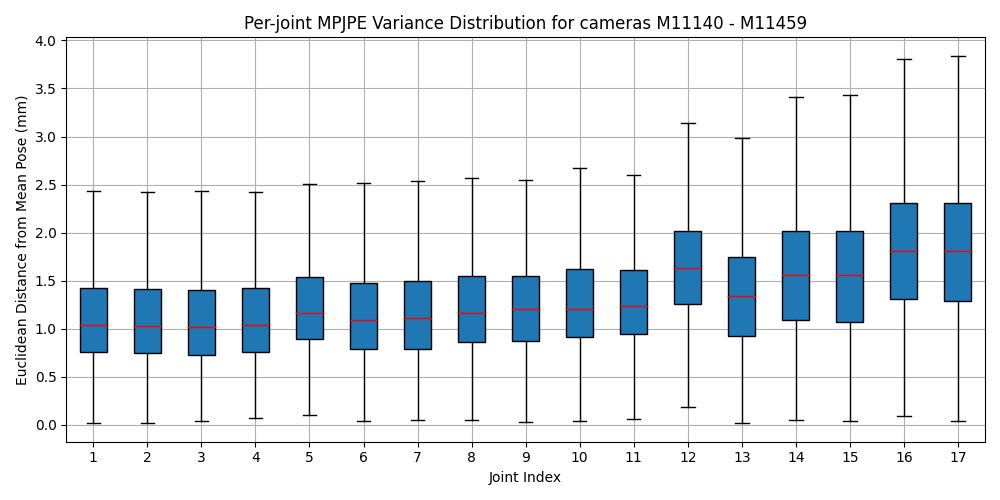 Per-joint MPJPE Variance Distribution for cameras M11140 - M11459
Euclidean Distance from Mean Pose (mm)
4.0
3.5
3.0
2.5
2.0
1.5
1.0
0.5
0.0
1 2 3 4 5 6 7 8 9 10 11 12 13 14 15 16 17
Joint Index